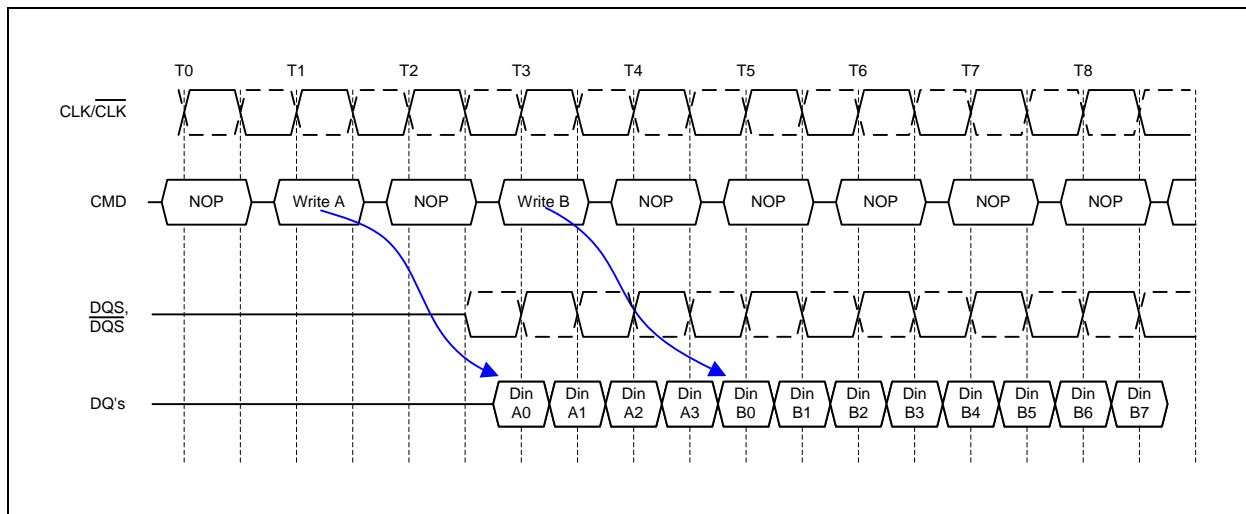 T0 T1 T2 T3 T4 T5 T6 T7 T8
CLK/CLK
CMD NOP Write A NOP Write B NOP NOP NOP NOP NOP
DQS,
DQS
DQ's Din A0 Din A1 Din A2 Din A3 Din B0 Din B1 Din B2 Din B3 Din B4 Din B5 Din B6 Din B7